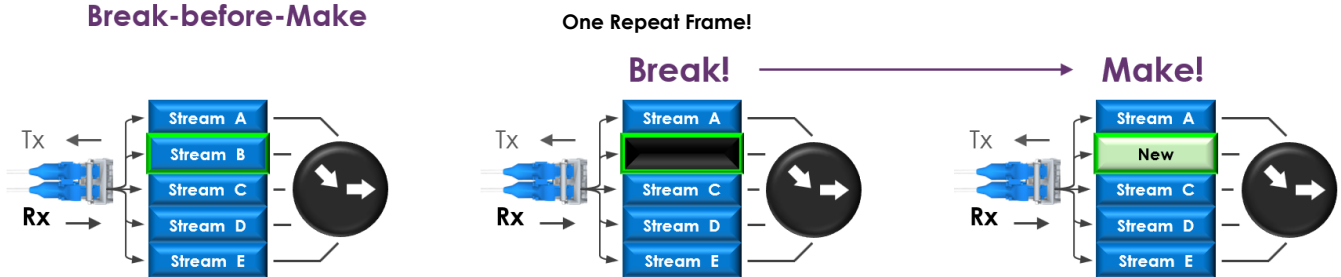 Break-before-Make
One Repeat Frame!
Break!
Make!
Tx
Rx
Stream A
Stream B
Stream C
Stream D
Stream E
Tx
Rx
Stream A
Stream C
Stream D
Stream E
Tx
Rx
Stream A
New
Stream C
Stream D
Stream E